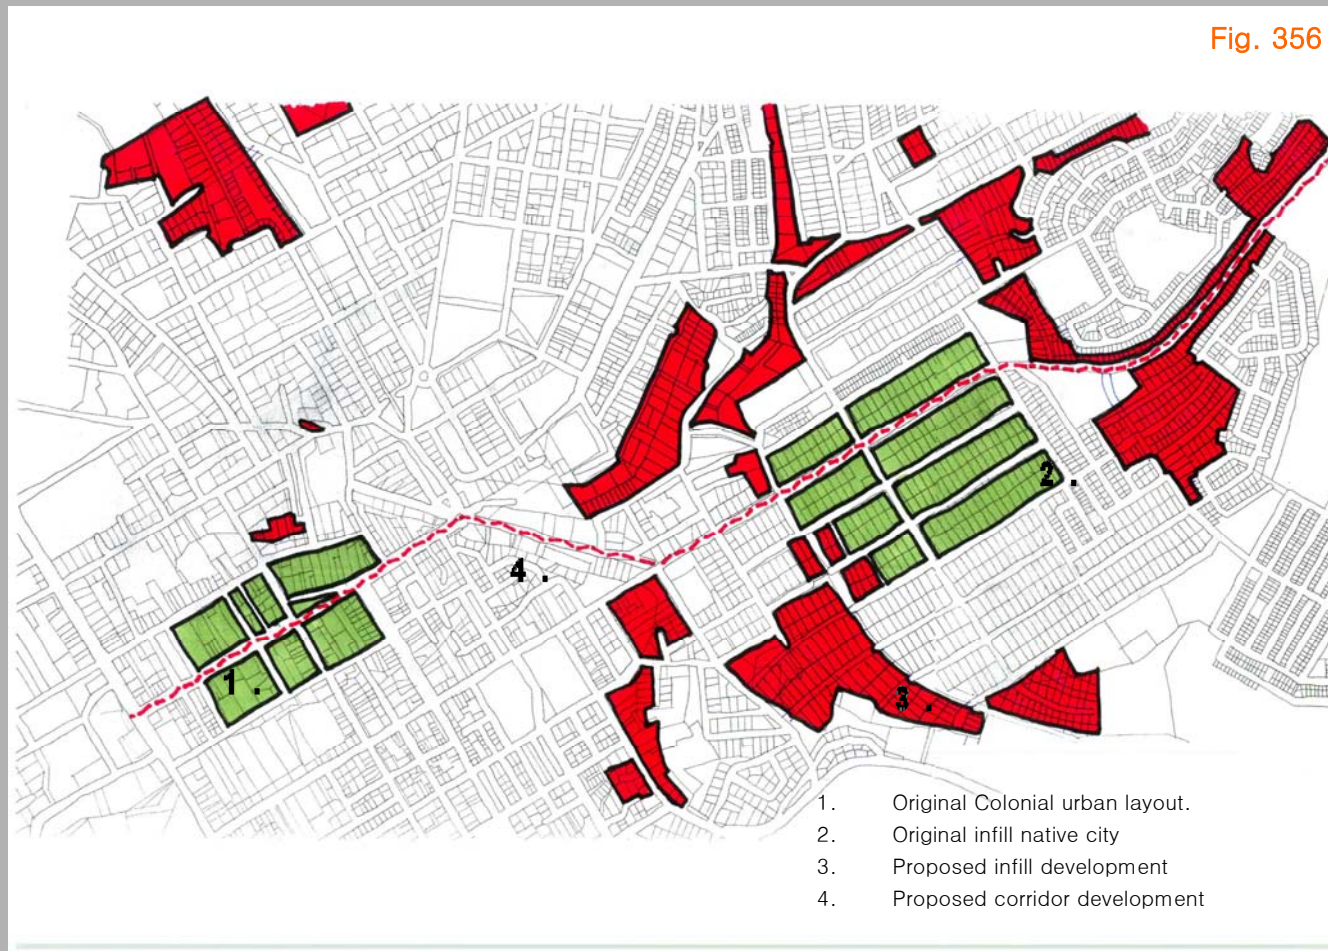 Fig. 356
2 .
4 .
1 .
3 .
1. Original Colonial urban layout.
2. Original infill native city
3. Proposed infill development
4. Proposed corridor development